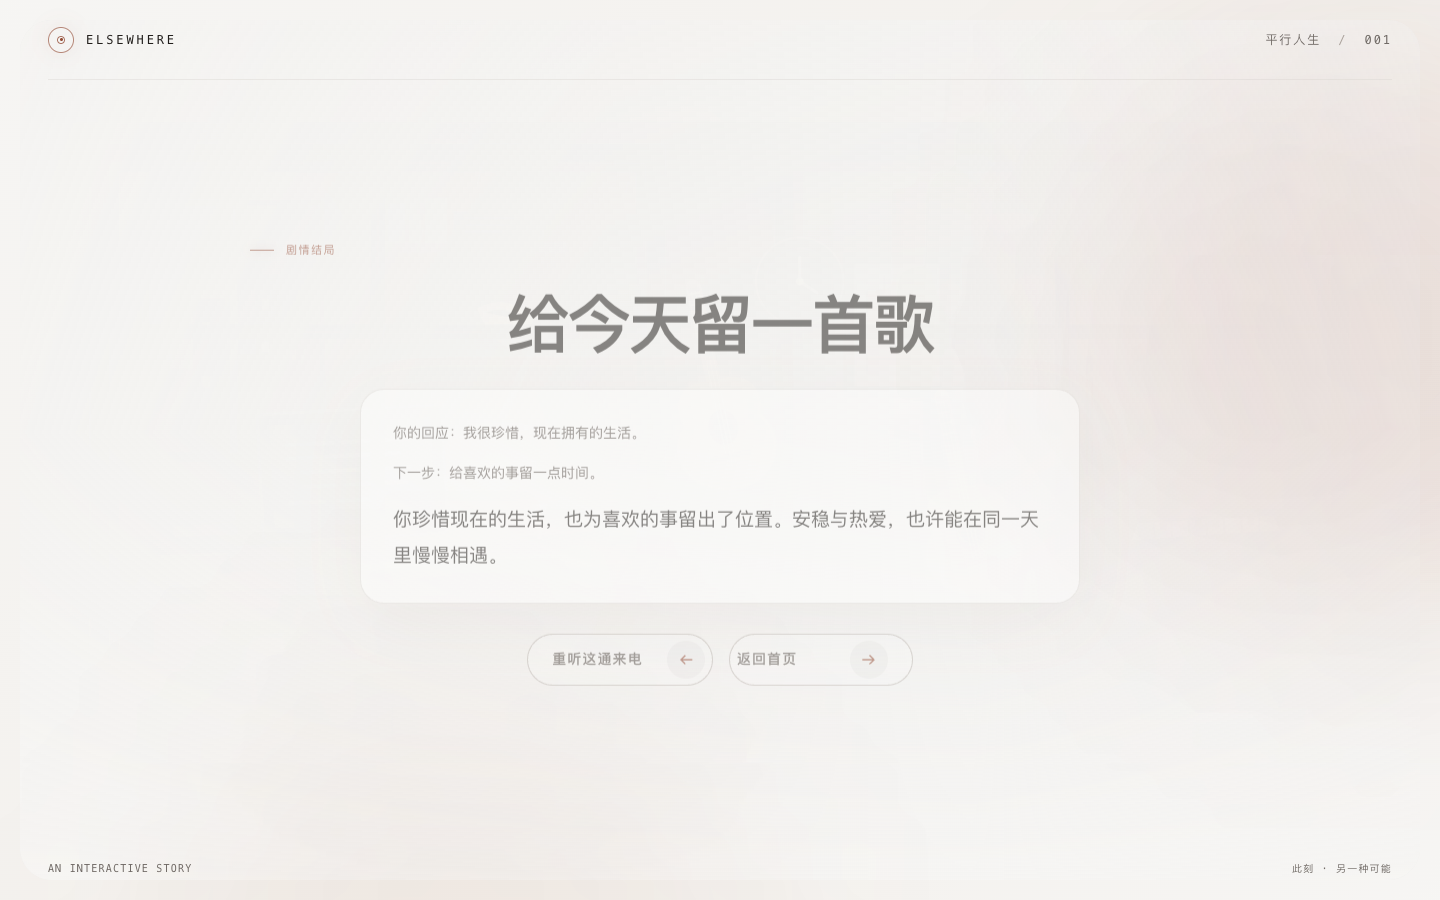 ELSEWHERE
平行人生 / 001
剧情结局
给今天留一首歌
你的回应：我很珍惜，现在拥有的生活。
下一步：给喜欢的事留一点时间。
你珍惜现在的生活，也为喜欢的事留出了位置。安稳与热爱，也许能在同一天
里慢慢相遇。
重听这通来电 ←
返回首页 →
AN INTERACTIVE STORY
此刻 · 另一种可能